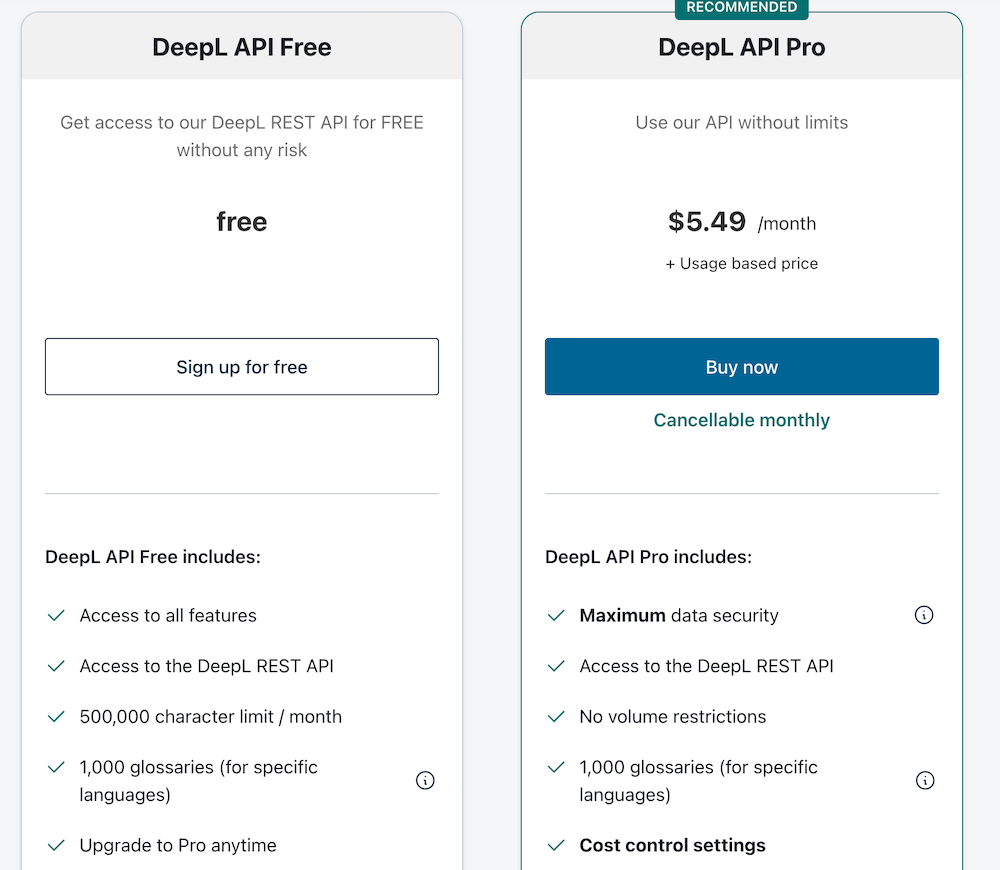 DeepL API Free
Get access to our DeepL REST API for FREE
without any risk
free
Sign up for free
DeepL API Free includes:
Access to all features
Access to the DeepL REST API
500,000 character limit / month
1,000 glossaries (for specific
languages)
Upgrade to Pro anytime
RECOMMENDED
DeepL API Pro
Use our API without limits
$5.49 /month
+ Usage based price
Buy now
Cancellable monthly
DeepL API Pro includes:
Maximum data security
Access to the DeepL REST API
No volume restrictions
1,000 glossaries (for specific
languages)
Cost control settings